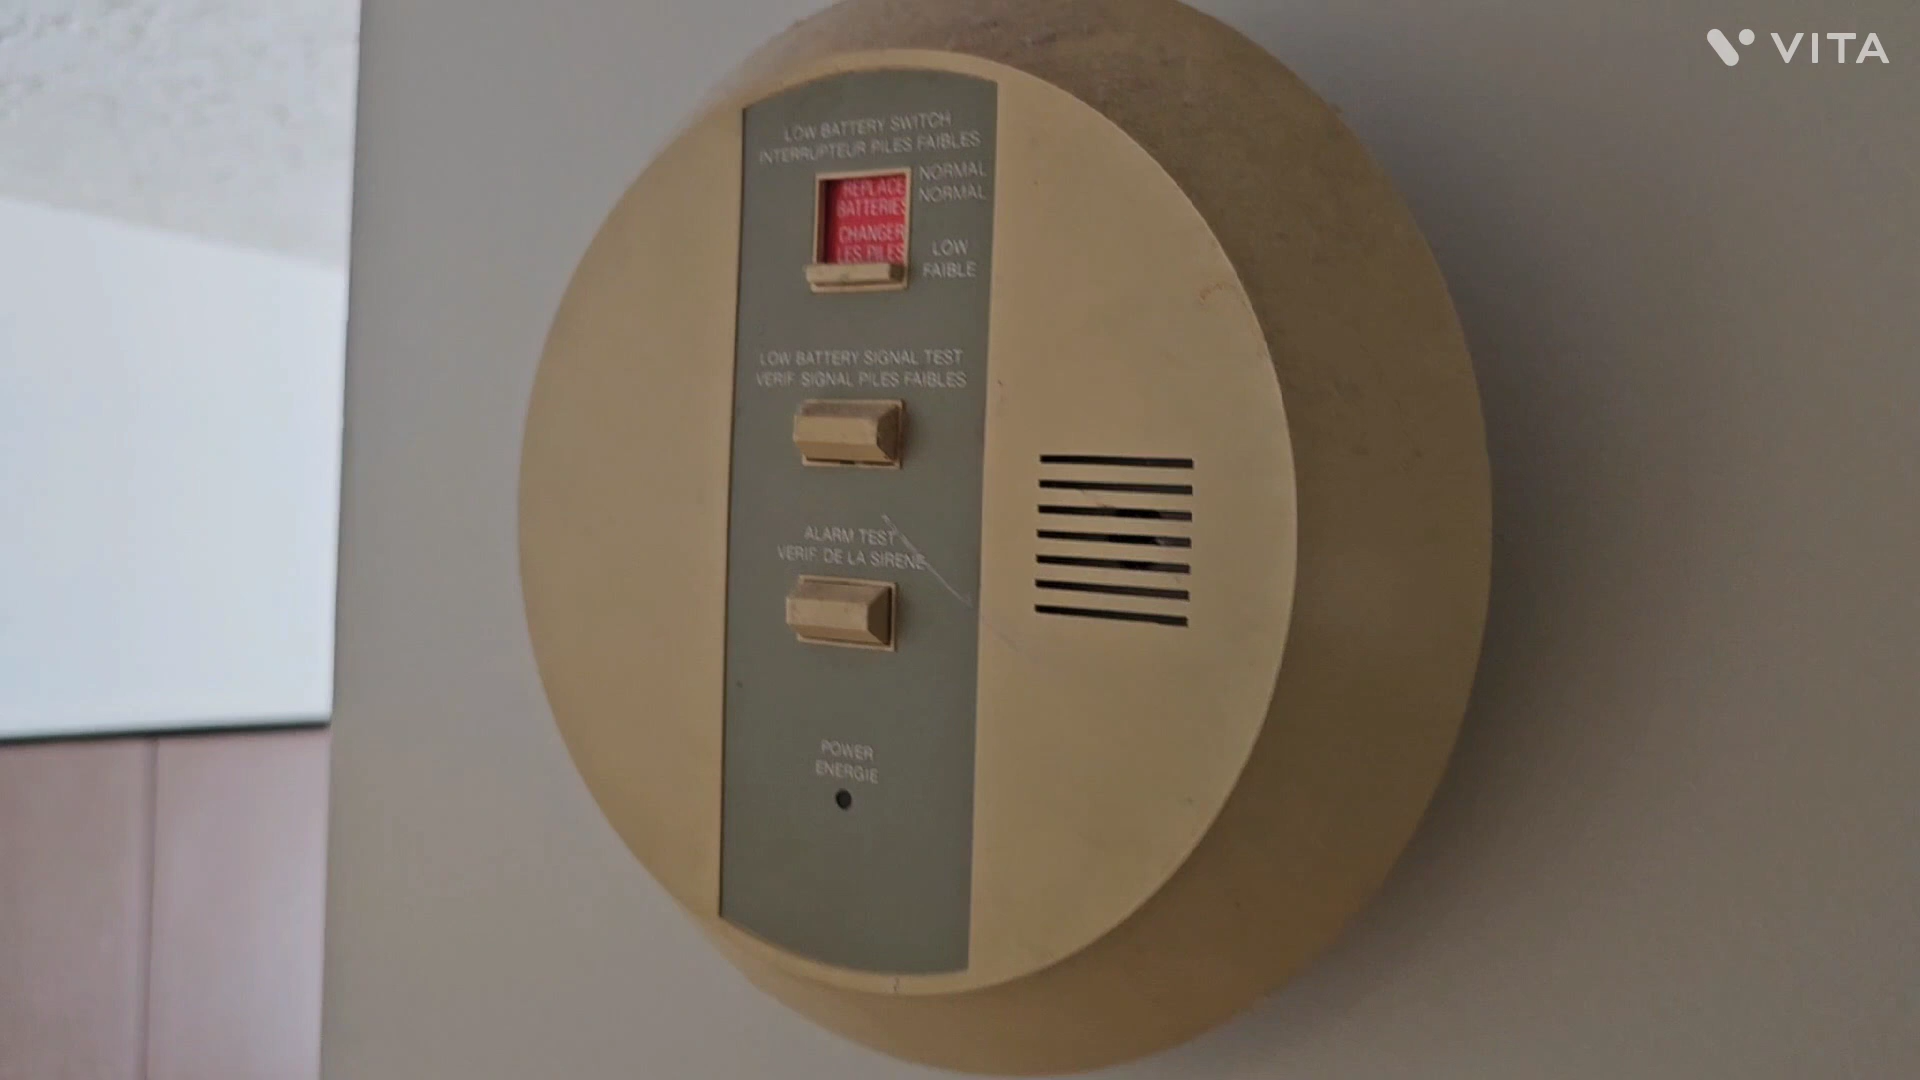 VITA
LOW BATTERY SWITCH
INTERRUPTEUR PILES FAIBLES
NORMAL
NORMAL
REPLACE
BATTERIES
CHANGER
LES PILES
LOW
FAIBLE
LOW BATTERY SIGNAL TEST
VERIF. SIGNAL PILES FAIBLES
ALARM TEST
VERIF. DE LA SIRENE
POWER
ENERGIE